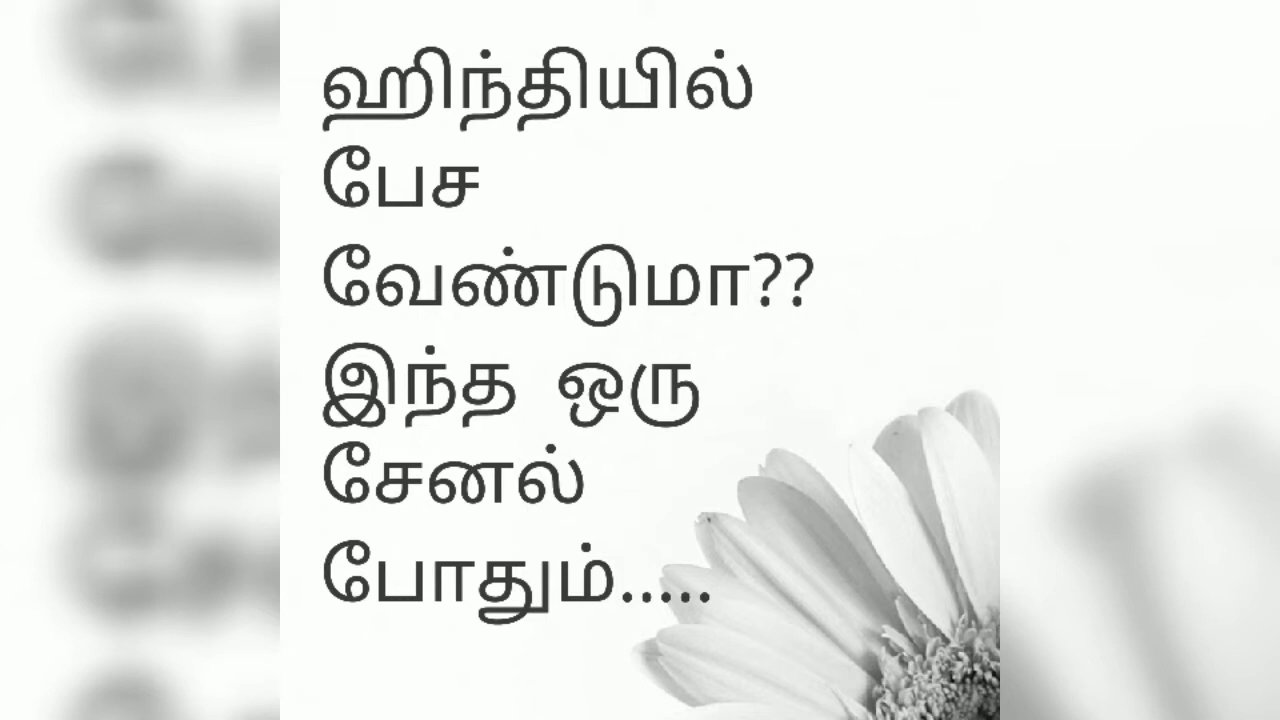 ஹிந்தியில்
பேச
வேண்டுமா??
இந்த ஒரு
சேனல்
போதும்.....